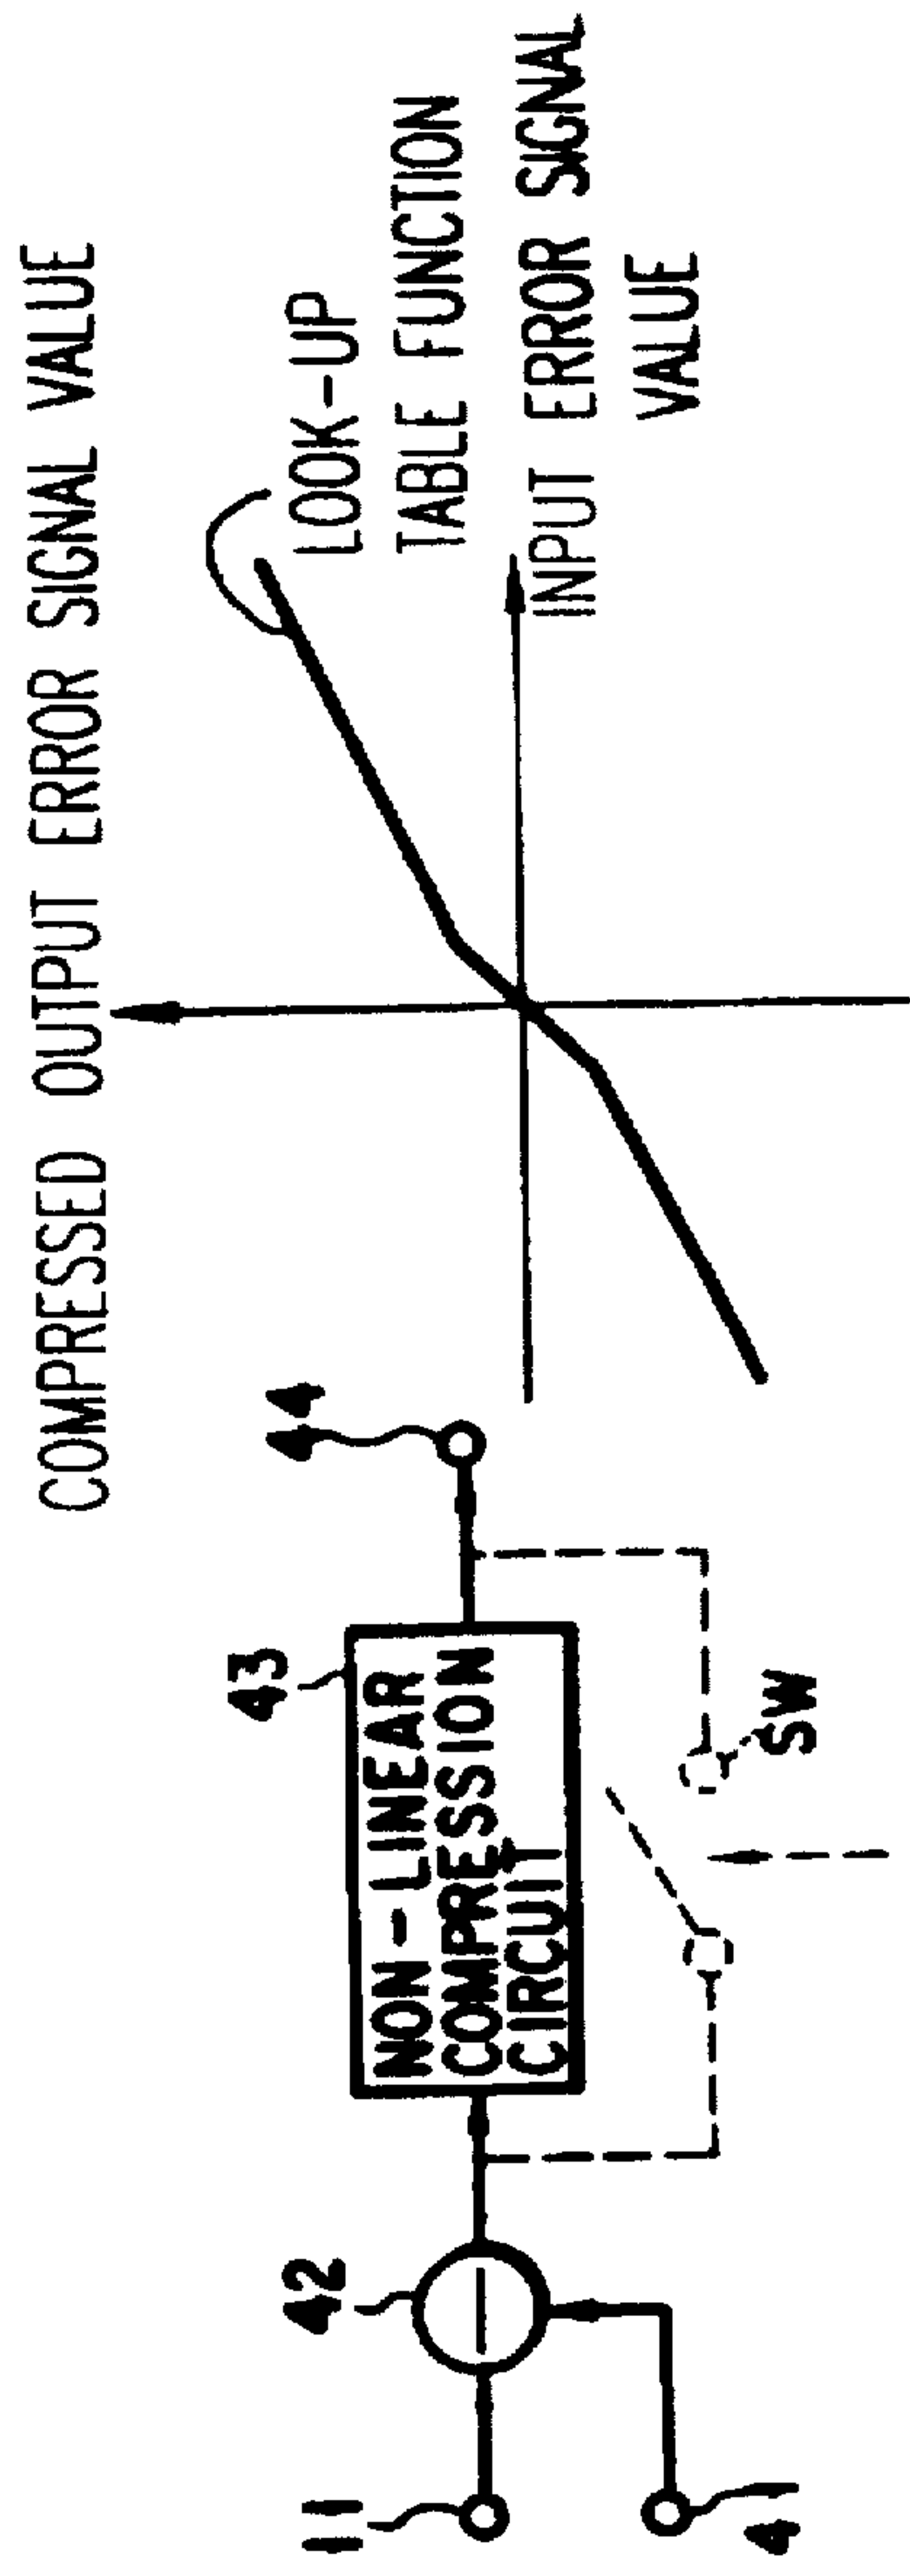 11
41
42
43
NON-LINEAR
COMPRESSION
CIRCUIT
SW
44
COMPRESSED OUTPUT ERROR SIGNAL VALUE
LOOK-UP
TABLE FUNCTION
INPUT ERROR SIGNAL
VALUE